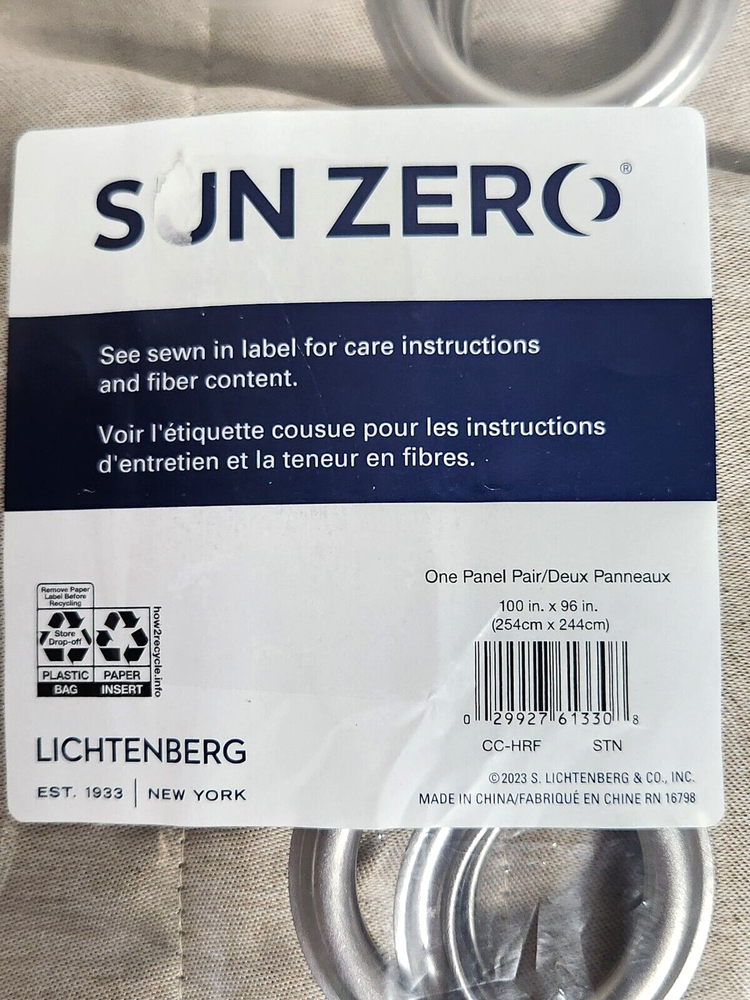 SUN ZERO®
See sewn in label for care instructions
and fiber content.
Voir l'étiquette cousue pour les instructions
d'entretien et la teneur en fibres.
One Panel Pair/Deux Panneaux
100 in. x 96 in.
(254cm x 244cm)
0 29927 61330 8
CC-HRF STN
Remove Paper
Label Before
Recycling
Store
Drop-off
PLASTIC PAPER
BAG INSERT
how2recycle.info
LICHTENBERG
EST. 1933 | NEW YORK
©2023 S. LICHTENBERG & CO., INC.
MADE IN CHINA/FABRIQUÉ EN CHINE RN 16798